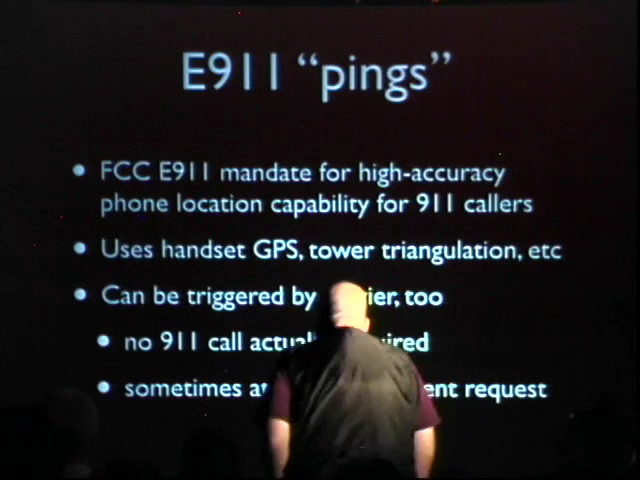 E911 “pings”
• FCC E911 mandate for high-accuracy
phone location capability for 911 callers
• Uses handset GPS, tower triangulation, etc
• Can be triggered by too
• no 911 call
• sometimes request